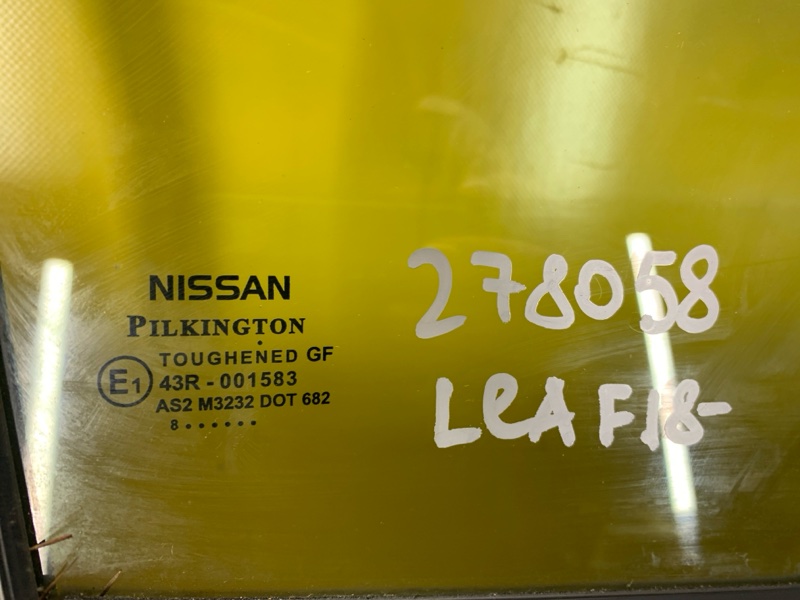 NISSAN
PILKINGTON
TOUGHENED GF
E1 43R - 001583
AS2 M3232 DOT 682
8 . . . . . .
278058
LeAF18-